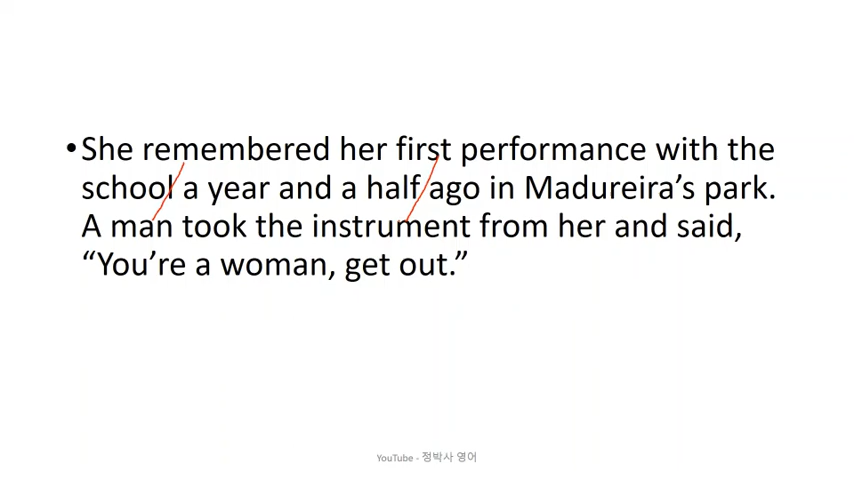 •She remembered her first performance with the
school a year and a half ago in Madureira’s park.
A man took the instrument from her and said,
“You’re a woman, get out.”
YouTube - 정박사 영어